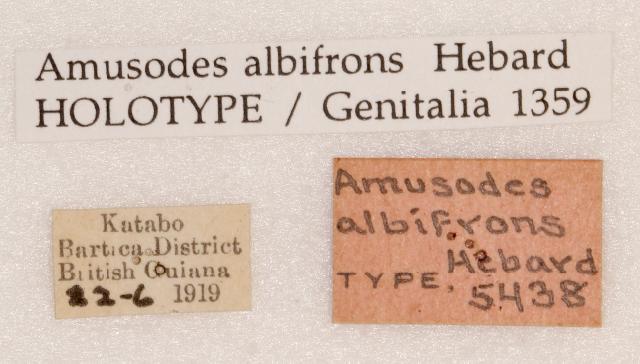 Amusodes albifrons Hebard
HOLOTYPE / Genitalia 1359
Katabo
Bartica District
British Guiana
22-6 1919
Amusodes
albifrons
Hebard
TYPE. 5438